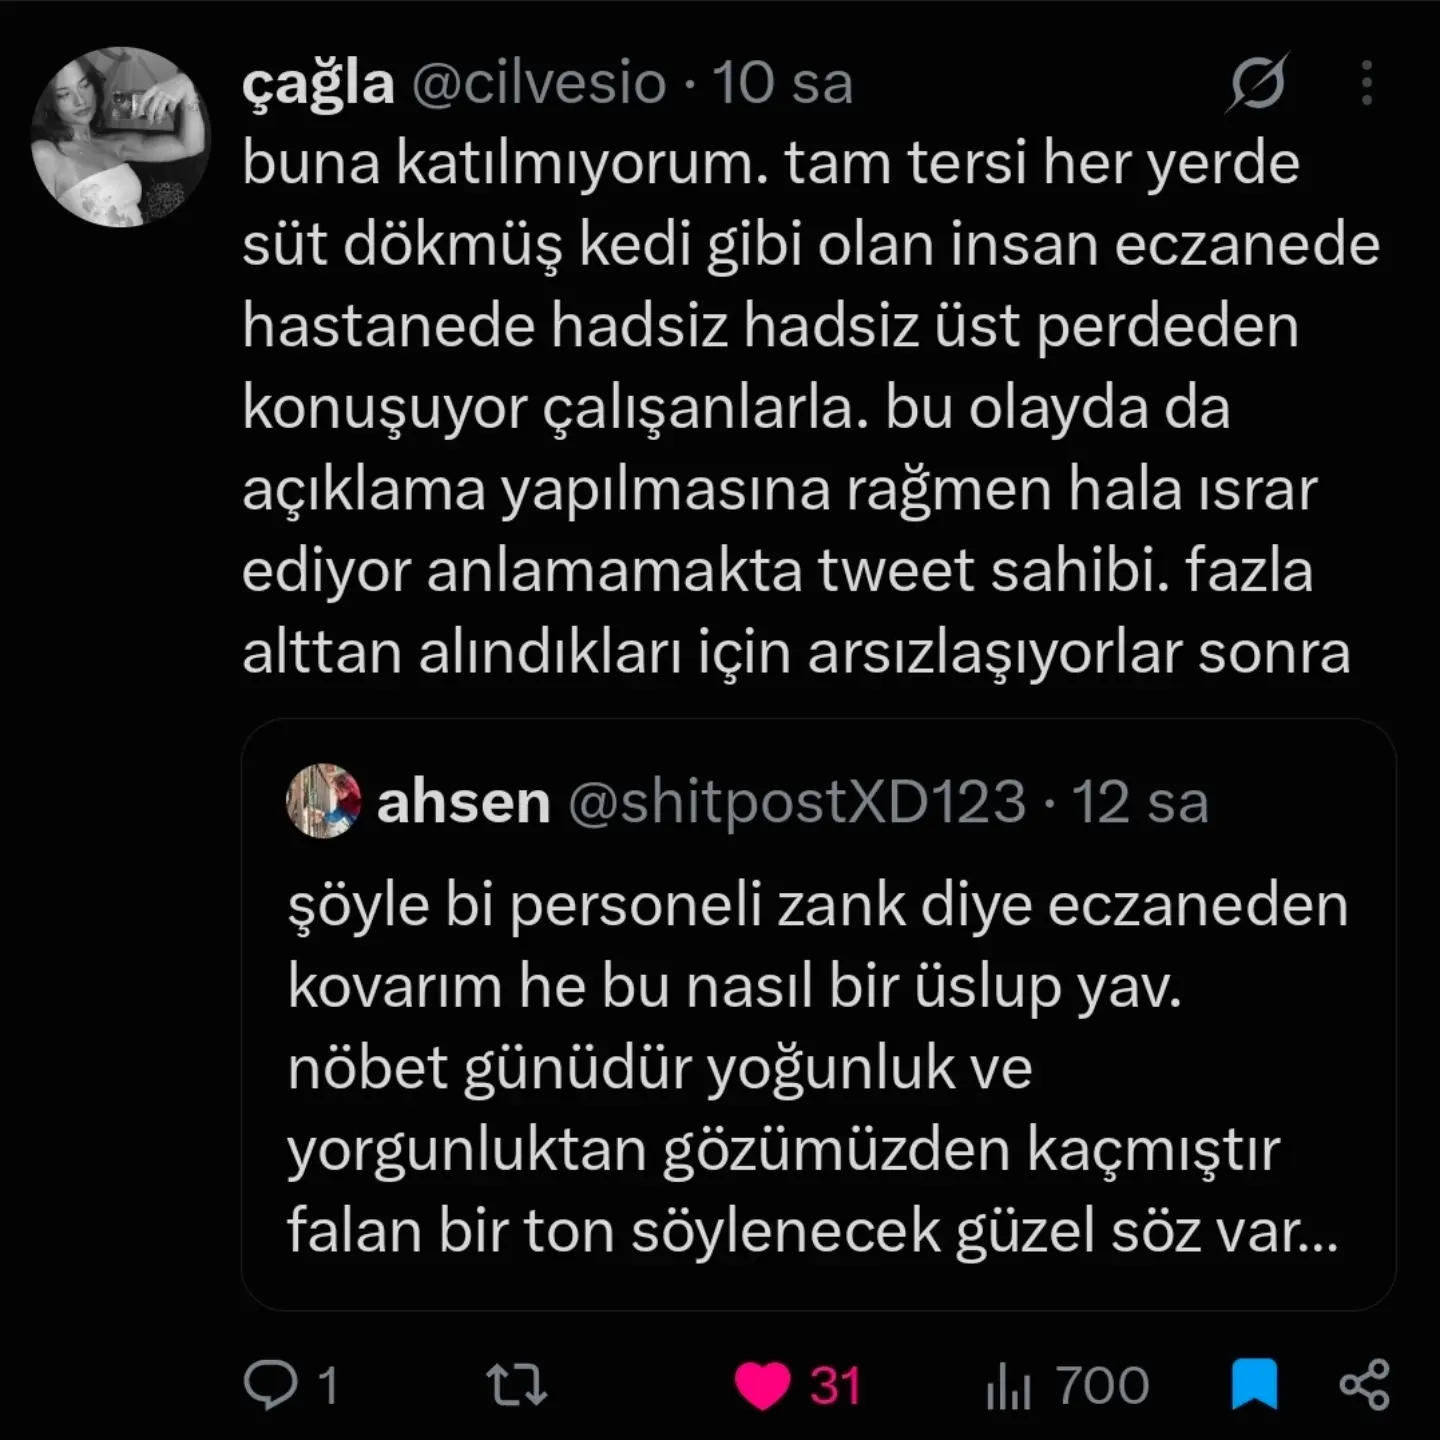 çağla @cilvesio · 10 sa
buna katılmıyorum. tam tersi her yerde
süt dökmüş kedi gibi olan insan eczanede
hastanede hadsiz hadsiz üst perdeden
konuşuyor çalışanlarla. bu olayda da
açıklama yapılmasına rağmen hala ısrar
ediyor anlamamakta tweet sahibi. fazla
alttan alındıkları için arsızlaşıyorlar sonra
ahsen @shitpostXD123 · 12 sa
şöyle bi personeli zank diye eczaneden
kovarım he bu nasıl bir üslup yav.
nöbet günüdür yoğunluk ve
yorgunluktan gözümüzden kaçmıştır
falan bir ton söylenecek güzel söz var...
1 31 700